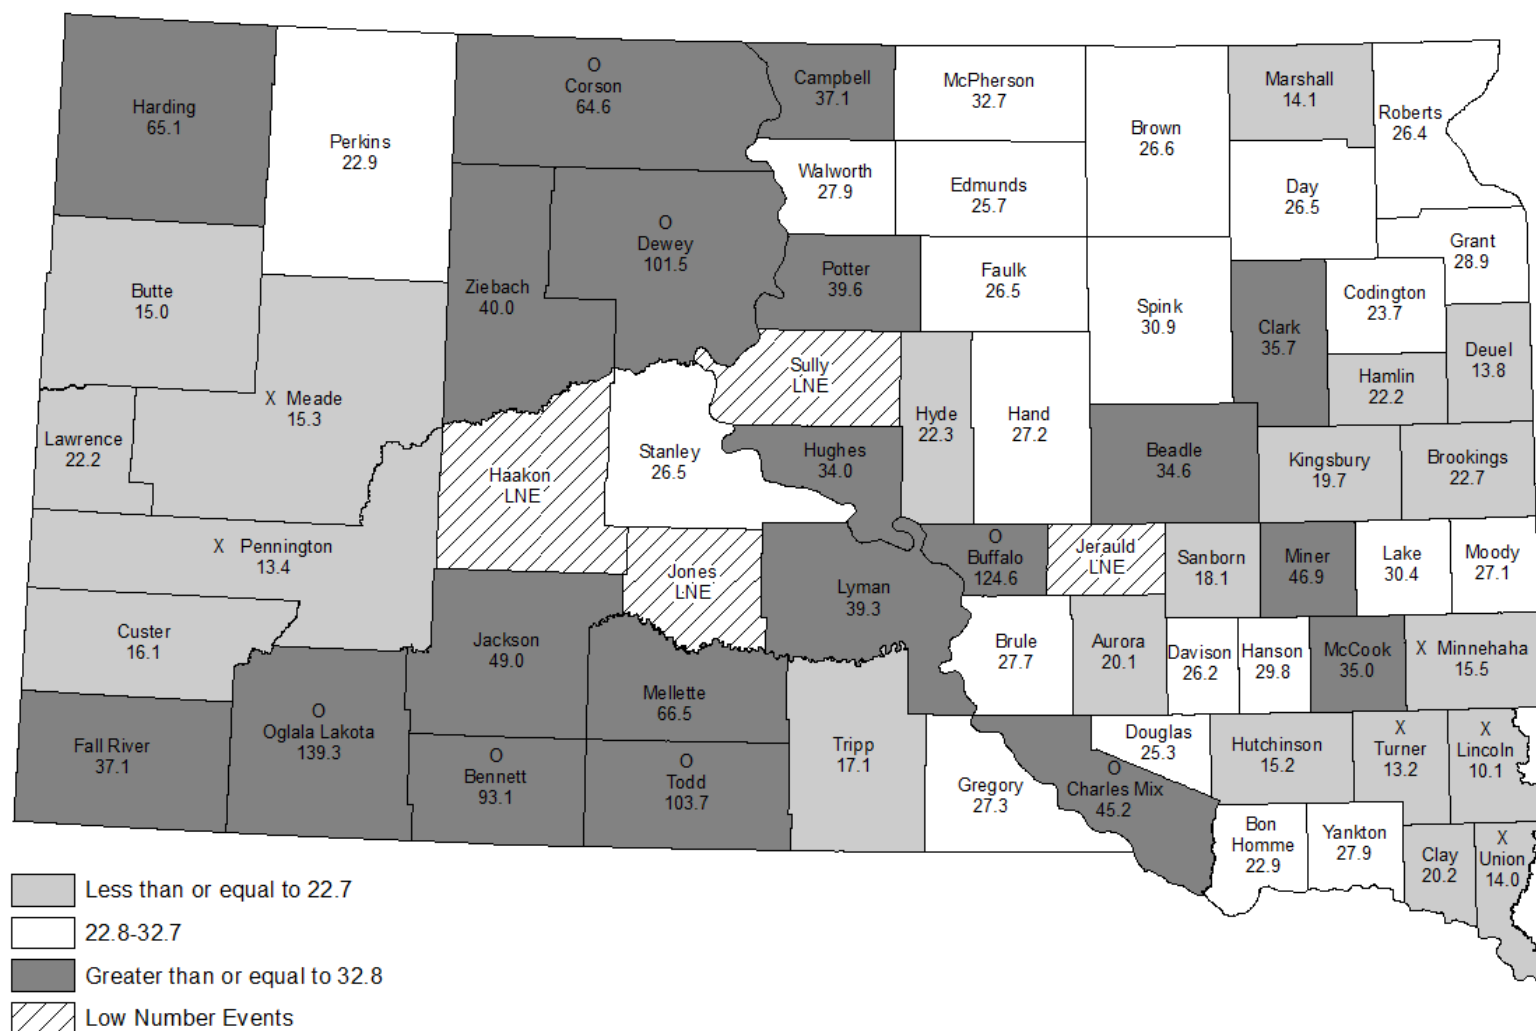 Harding
65.1
Perkins
22.9
O
Corson
64.6
Campbell
37.1
McPherson
32.7
Brown
26.6
Marshall
14.1
Roberts
26.4
Walworth
27.9
Edmunds
25.7
Day
26.5
Butte
15.0
Ziebach
40.0
O
Dewey
101.5
Potter
39.6
Faulk
26.5
Spink
30.9
Clark
35.7
Codington
23.7
Grant
28.9
Deuel
13.8
Hamlin
22.2
X Meade
15.3
Lawrence
22.2
Sully
LNE
Hyde
22.3
Hand
27.2
Haakon
LNE
Stanley
26.5
Hughes
34.0
Beadle
34.6
Kingsbury
19.7
Brookings
22.7
X Pennington
13.4
Jones
LNE
Lyman
39.3
O
Buffalo
124.6
Jerauld
LNE
Sanborn
18.1
Miner
46.9
Lake
30.4
Moody
27.1
Custer
16.1
Jackson
49.0
Mellette
66.5
Brule
27.7
Aurora
20.1
Davison
26.2
Hanson
29.8
McCook
35.0
X Minnehaha
15.5
Fall River
37.1
O
Oglala Lakota
139.3
O
Bennett
93.1
O
Todd
103.7
Tripp
17.1
Gregory
27.3
O
Charles Mix
45.2
Douglas
25.3
Hutchinson
15.2
X
Turner
13.2
X
Lincoln
10.1
Bon
Homme
22.9
Yankton
27.9
Clay
20.2
X
Union
14.0
Less than or equal to 22.7
22.8-32.7
Greater than or equal to 32.8
Low Number Events